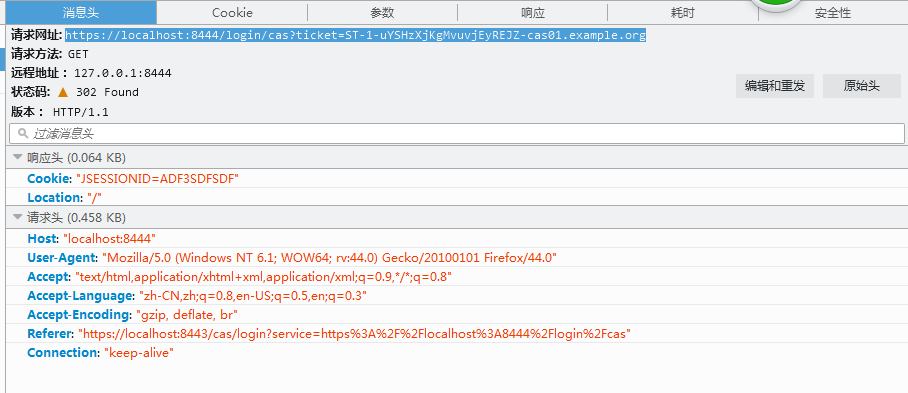 消息头 Cookie 参数 响应 耗时 安全性
请求网址: https://localhost:8444/login/cas?ticket=ST-1-uYSHzXjKgMvuvjEyREJZ-cas01.example.org
请求方法: GET
远程地址： 127.0.0.1:8444
状态码: 302 Found
编辑和重发 原始头
版本： HTTP/1.1
过滤消息头
响应头 (0.064 KB)
Cookie: "JSESSIONID=ADF3SDFSDF"
Location: "/"
请求头 (0.458 KB)
Host: "localhost:8444"
User-Agent: "Mozilla/5.0 (Windows NT 6.1; WOW64; rv:44.0) Gecko/20100101 Firefox/44.0"
Accept: "text/html,application/xhtml+xml,application/xml;q=0.9,*/*;q=0.8"
Accept-Language: "zh-CN,zh;q=0.8,en-US;q=0.5,en;q=0.3"
Accept-Encoding: "gzip, deflate, br"
Referer: "https://localhost:8443/cas/login?service=https%3A%2F%2Flocalhost%3A8444%2Flogin%2Fcas"
Connection: "keep-alive"